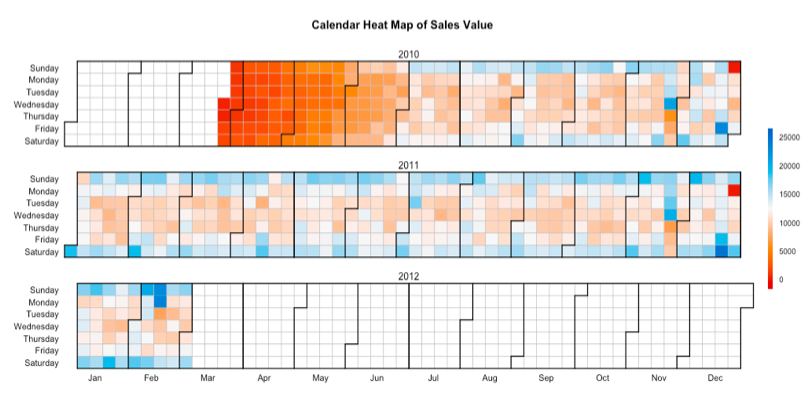 Calendar Heat Map of Sales Value
2010
Sunday
Monday
Tuesday
Wednesday
Thursday
Friday
Saturday
2011
Sunday
Monday
Tuesday
Wednesday
Thursday
Friday
Saturday
2012
Sunday
Monday
Tuesday
Wednesday
Thursday
Friday
Saturday
Jan Feb Mar Apr May Jun Jul Aug Sep Oct Nov Dec
25000
20000
15000
10000
5000
0